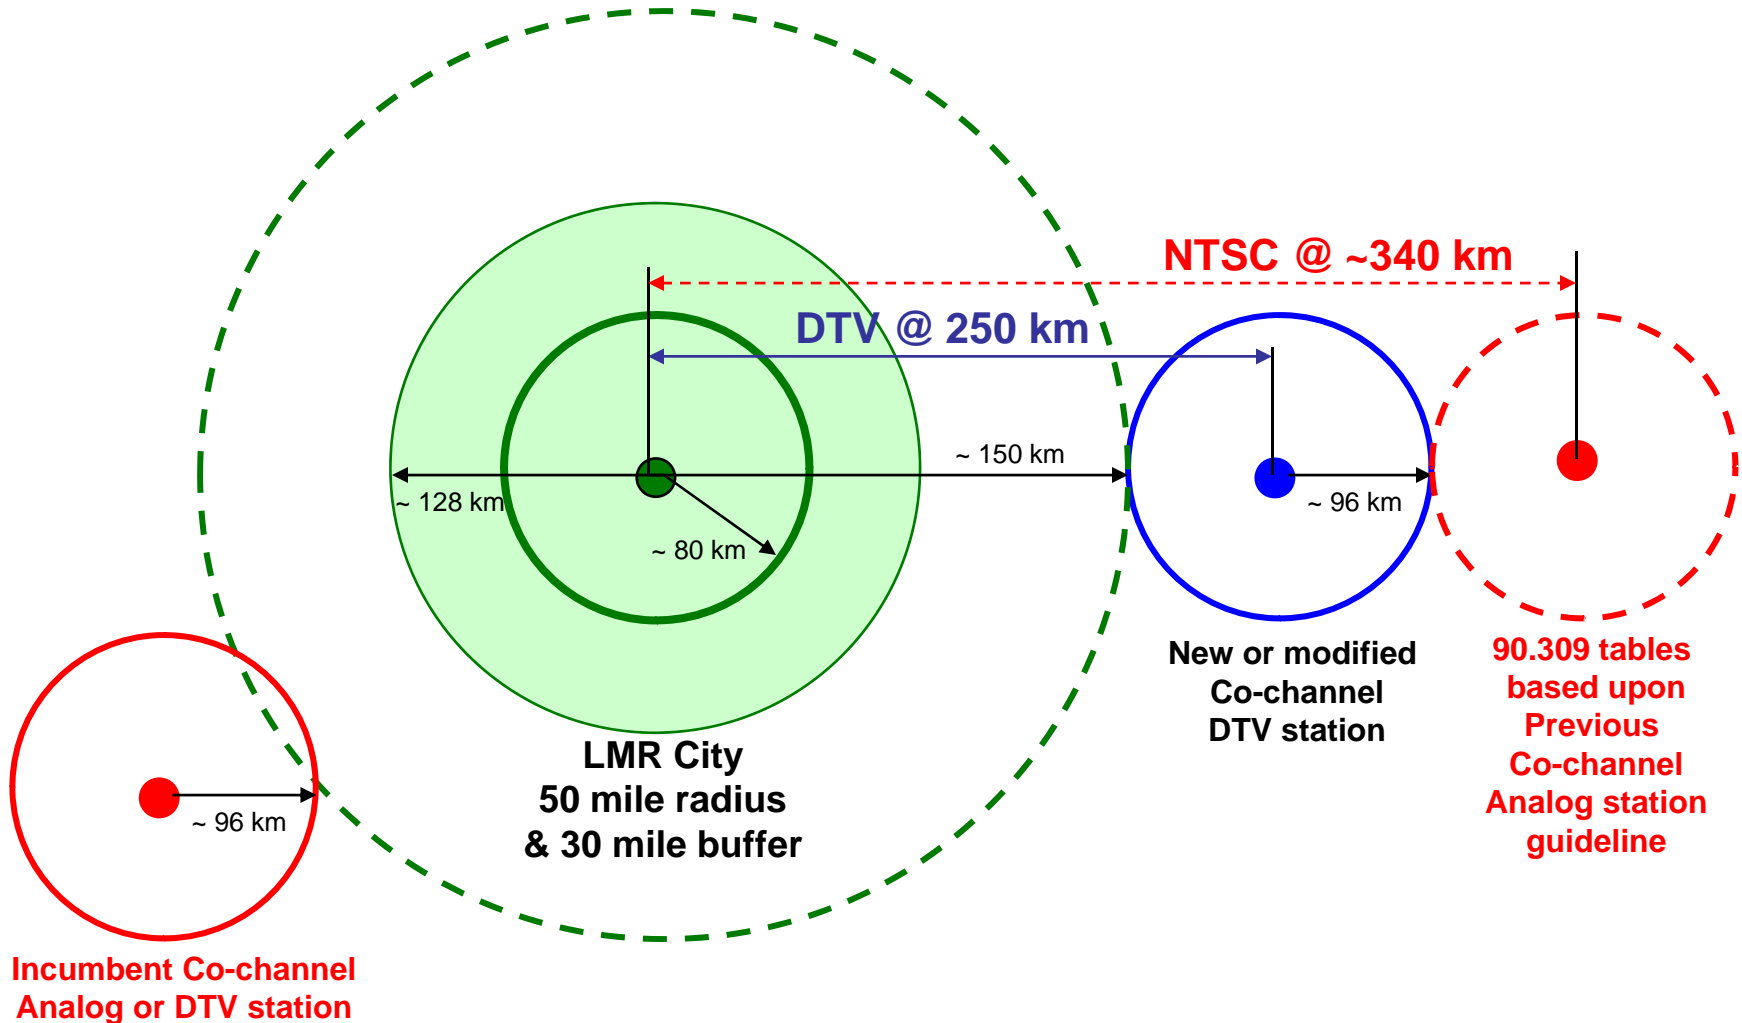 NTSC @ ~340 km
DTV @ 250 km
~ 150 km
~ 128 km
~ 96 km
~ 80 km
New or modified
Co-channel
DTV station
90.309 tables
based upon
Previous
Co-channel
Analog station
guideline
LMR City
50 mile radius
& 30 mile buffer
~ 96 km
Incumbent Co-channel
Analog or DTV station